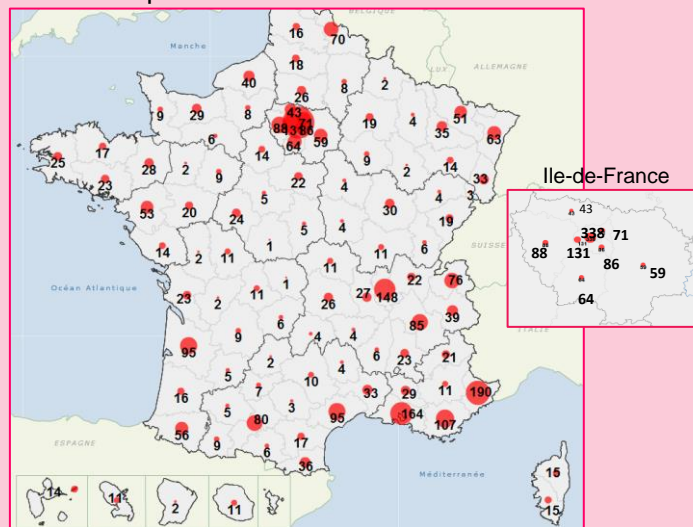 BELGIQUE
Manche
LUX
ALLEMAGNE
16 70
18
40 26 8 2
9 29 8 43 71 19 4 35 51 63
88 131 86 59
6 64
25 17 28 2 9 14 9 2 14 33
23 22 4 4 3
53 20 24 5 30 19
14 2 11 1 5 4 11 6
SUISSE
Océan Atlantique
23 2 11 1 11 22 76
26 27 148
6 85 39
95 9 4 4 6 23 21
2
16 5 7 10 4 33 29 11 190
5 80 3 95 164 107
56 9 6 17
36
ESPAGNE
Méditerranée
ITALIE
15
15
14 11 2 11
Ile-de-France
43
338 71
88 131
86 59
64